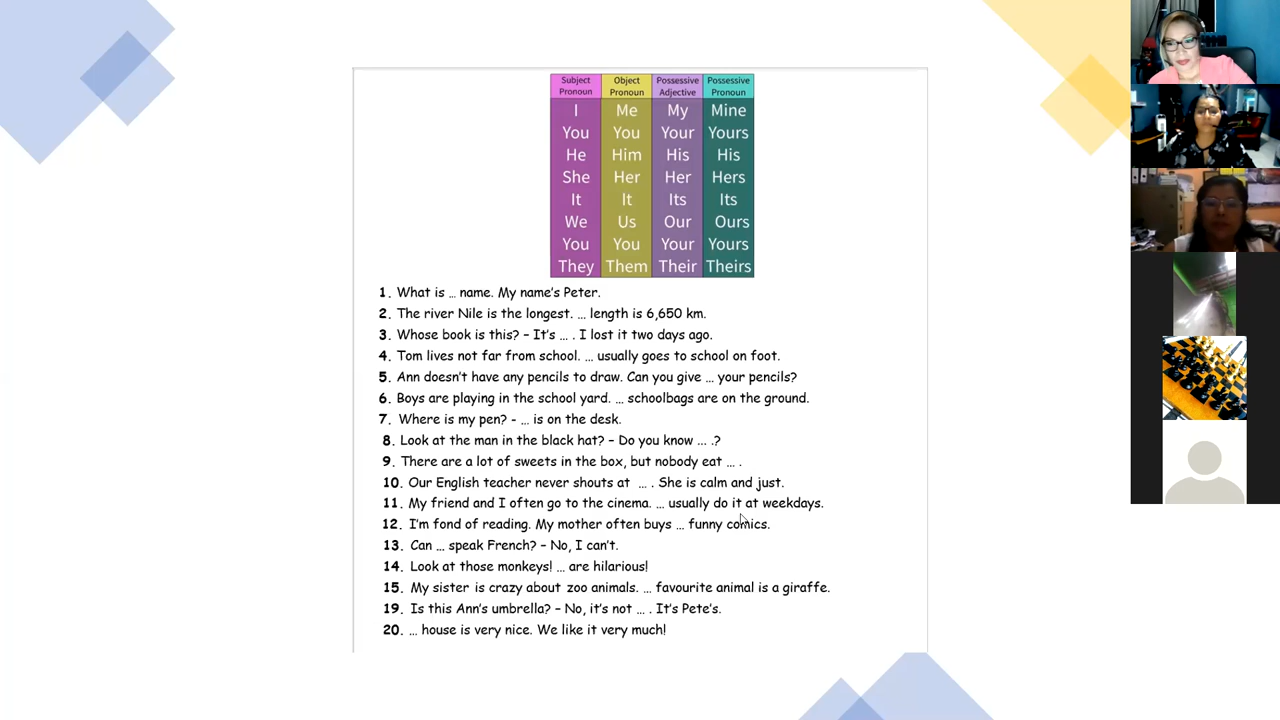 Subject Pronoun Object Pronoun Possessive Adjective Possessive Pronoun
I Me My Mine
You You Your Yours
He Him His His
She Her Her Hers
It It Its Its
We Us Our Ours
You You Your Yours
They Them Their Theirs
1. What is … name. My name's Peter.
2. The river Nile is the longest. … length is 6,650 km.
3. Whose book is this? – It's … . I lost it two days ago.
4. Tom lives not far from school. … usually goes to school on foot.
5. Ann doesn't have any pencils to draw. Can you give … your pencils?
6. Boys are playing in the school yard. … schoolbags are on the ground.
7. Where is my pen? - … is on the desk.
8. Look at the man in the black hat? – Do you know … .?
9. There are a lot of sweets in the box, but nobody eat … .
10. Our English teacher never shouts at … . She is calm and just.
11. My friend and I often go to the cinema. … usually do it at weekdays.
12. I'm fond of reading. My mother often buys … funny comics.
13. Can … speak French? – No, I can't.
14. Look at those monkeys! … are hilarious!
15. My sister is crazy about zoo animals. … favourite animal is a giraffe.
19. Is this Ann's umbrella? – No, it's not … . It's Pete's.
20. … house is very nice. We like it very much!